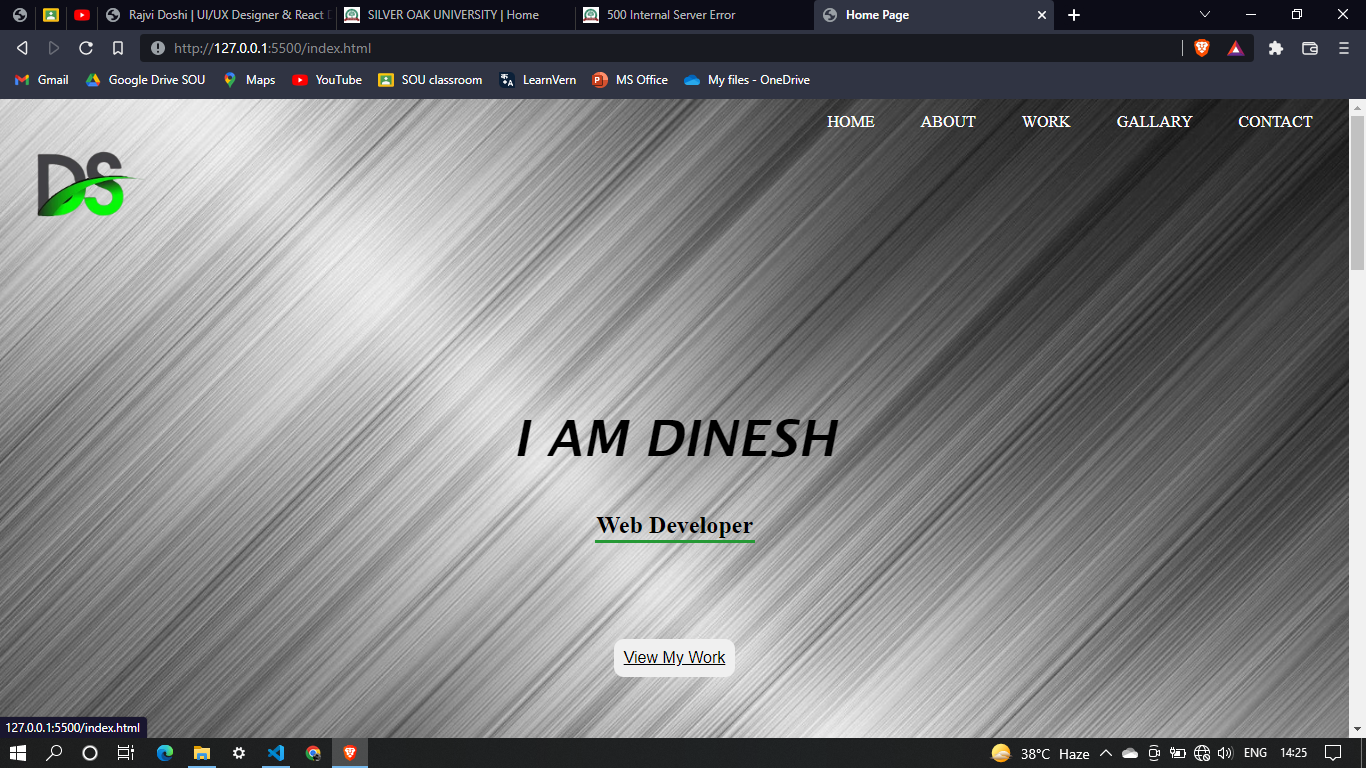 Rajvi Doshi | UI/UX Designer & React
SILVER OAK UNIVERSITY | Home
500 Internal Server Error
Home Page
http://127.0.0.1:5500/index.html
Gmail
Google Drive SOU
Maps
YouTube
SOU classroom
LearnVern
MS Office
My files - OneDrive
HOME ABOUT WORK GALLARY CONTACT
DS
I AM DINESH
Web Developer
View My Work
127.0.0.1:5500/index.html
38°C Haze
ENG
14:25